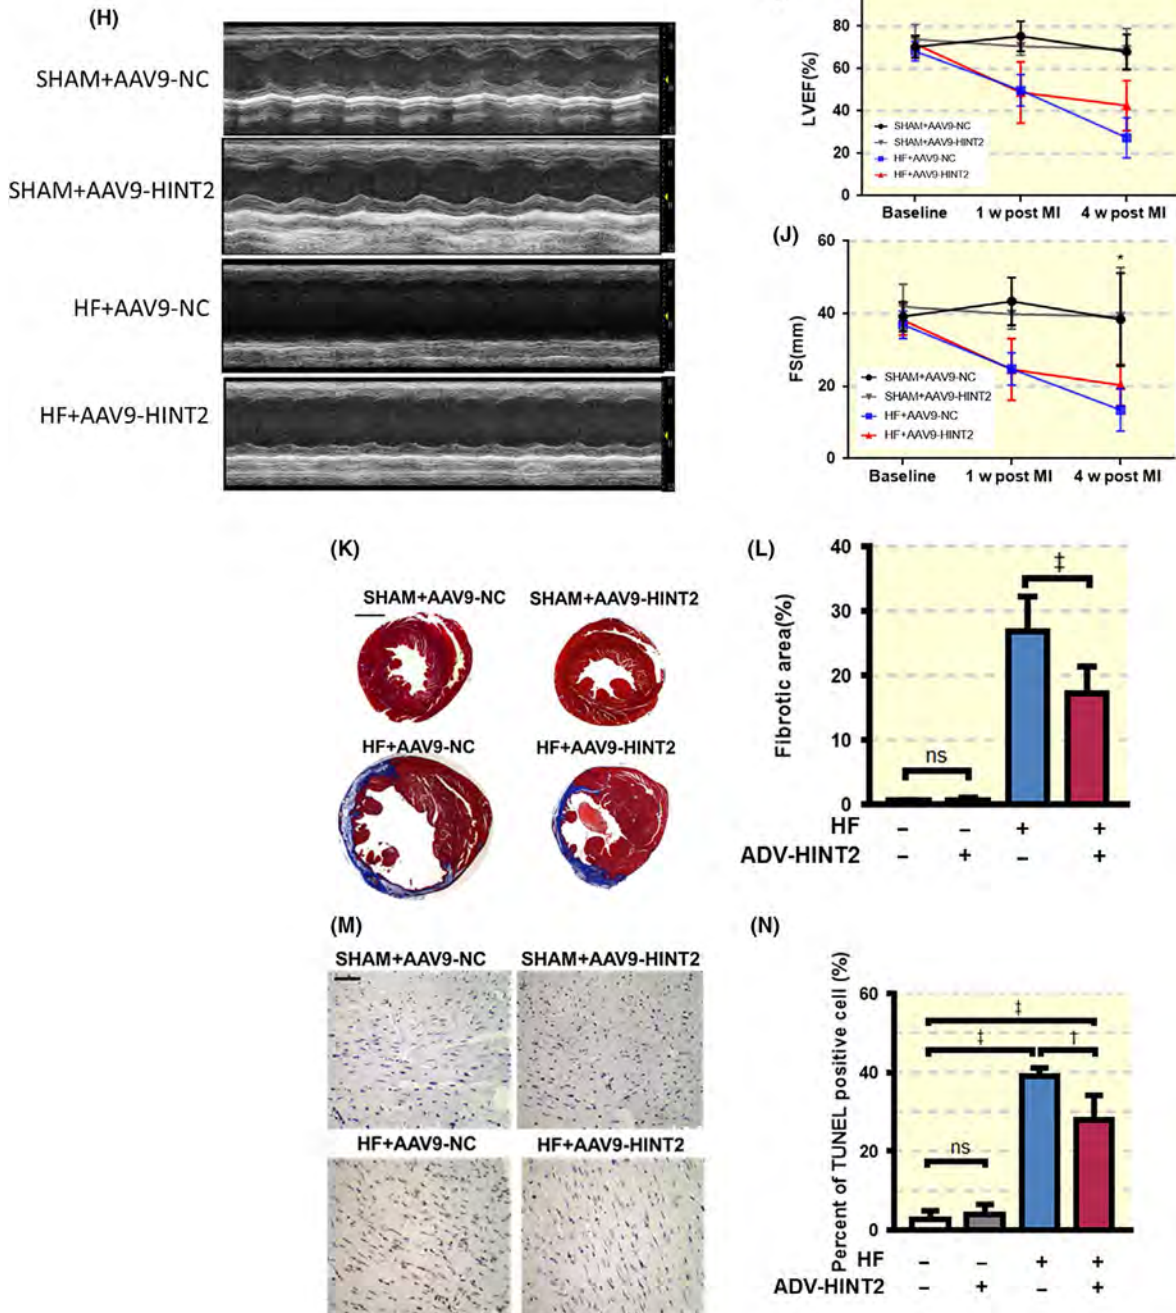 (H)
SHAM+AAV9-NC
SHAM+AAV9-HINT2
HF+AAV9-NC
HF+AAV9-HINT2
LVEF(%)
80
60
40
20
0
SHAM+AAV9-NC
SHAM+AAV9-HINT2
HF+AAV9-NC
HF+AAV9-HINT2
Baseline 1 w post MI 4 w post MI
(J)
FS(mm)
60
40
20
0
*
SHAM+AAV9-NC
SHAM+AAV9-HINT2
HF+AAV9-NC
HF+AAV9-HINT2
Baseline 1 w post MI 4 w post MI
(K)
SHAM+AAV9-NC SHAM+AAV9-HINT2
HF+AAV9-NC HF+AAV9-HINT2
(L)
Fibrotic area(%)
40
30
20
10
0
ns
‡
HF – – + +
ADV-HINT2 – + – +
(M)
SHAM+AAV9-NC SHAM+AAV9-HINT2
HF+AAV9-NC HF+AAV9-HINT2
(N)
Percent of TUNEL positive cell (%)
60
40
20
0
‡
‡ †
ns
HF – – + +
ADV-HINT2 – + – +